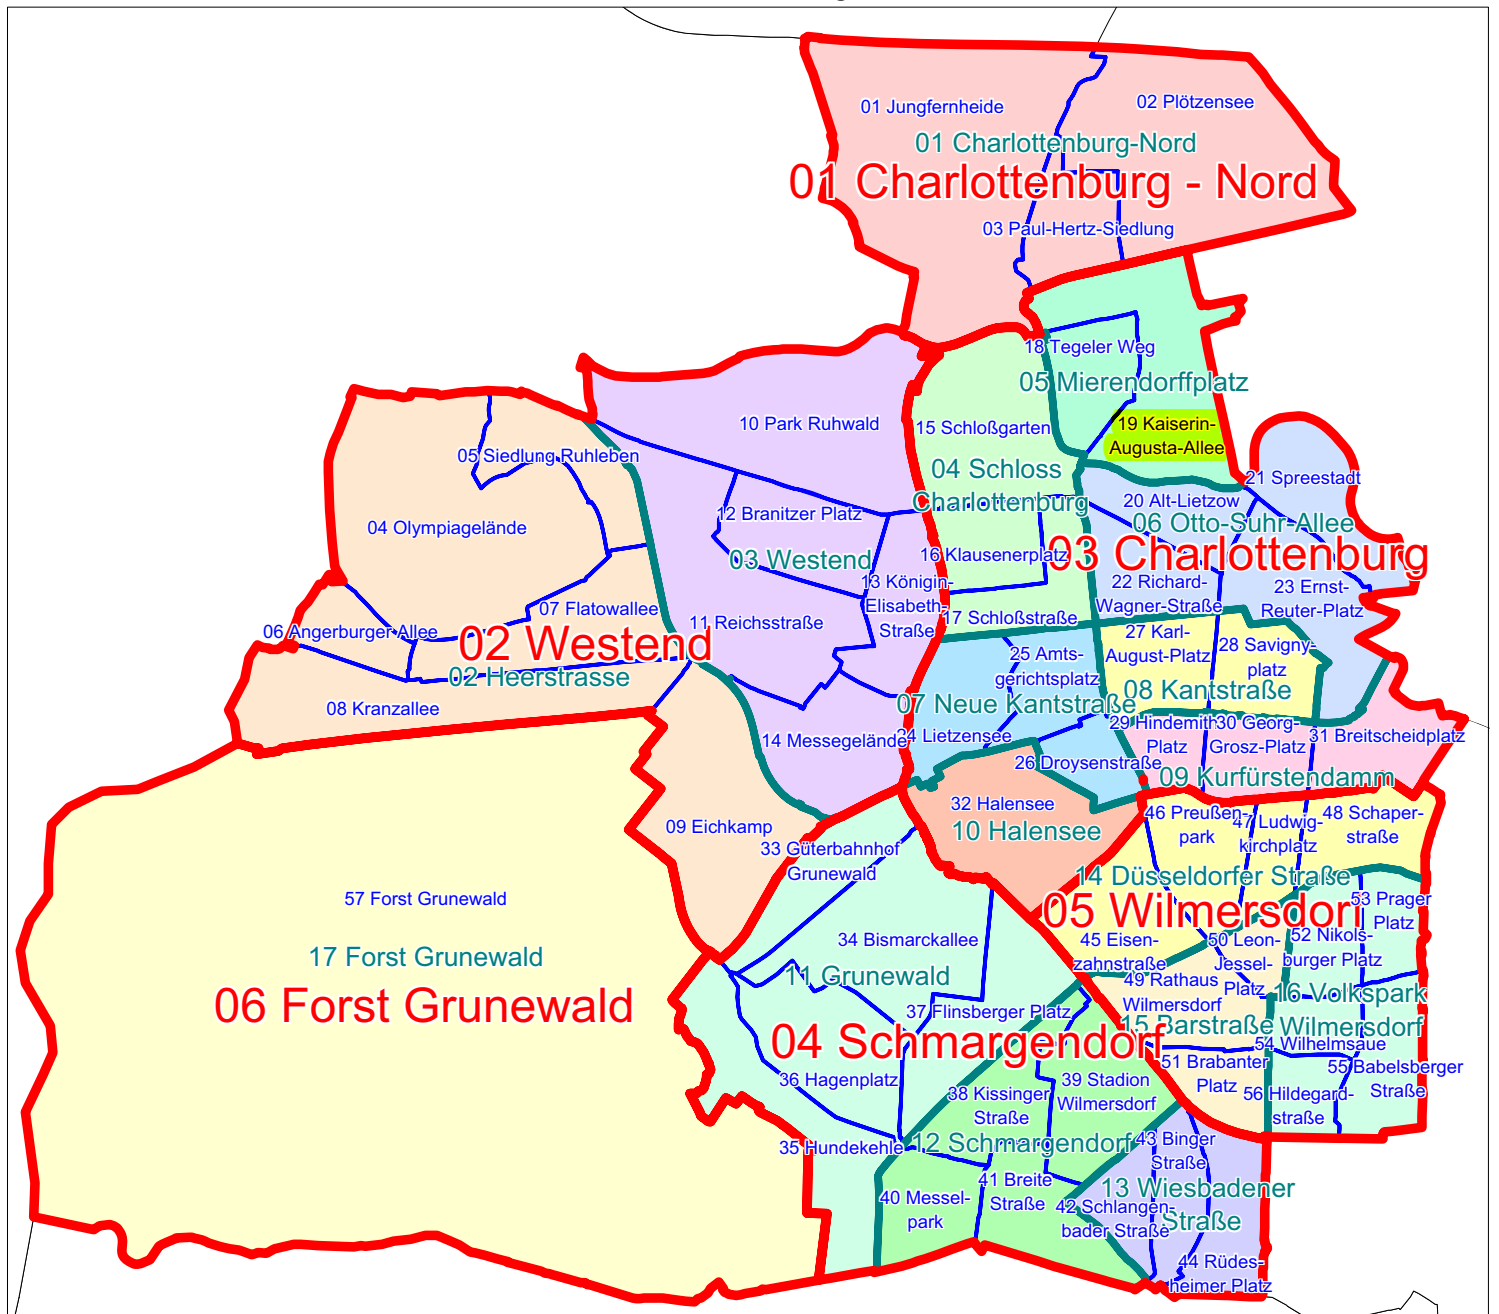 01 Jungfernheide
02 Plötzensee
01 Charlottenburg-Nord
01 Charlottenburg - Nord
03 Paul-Hertz-Siedlung
18 Tegeler Weg
05 Mierendorffplatz
19 Kaiserin-
Augusta-Allee
10 Park Ruhwald
15 Schloßgarten
04 Schloss
Charlottenburg
05 Siedlung Ruhleben
04 Olympiagelände
12 Branitzer Platz
03 Westend
16 Klausenerplatz
21 Spreestadt
20 Alt-Lietzow
06 Otto-Suhr-Allee
03 Charlottenburg
22 Richard-
Wagner-Straße
23 Ernst-
Reuter-Platz
13 Königin-
Elisabeth-
Straße
17 Schloßstraße
07 Flatowallee
06 Angerburger Allee
11 Reichsstraße
02 Westend
02 Heerstrasse
08 Kranzallee
25 Amts-
gerichtsplatz
27 Karl-
August-Platz
28 Savigny-
platz
07 Neue Kantstraße
08 Kantstraße
14 Messegelände
24 Lietzensee
29 Hindemith
Platz
30 Georg-
Grosz-Platz
31 Breitscheidplatz
26 Droysenstraße
09 Kurfürstendamm
32 Halensee
10 Halensee
09 Eichkamp
33 Güterbahnhof
Grunewald
46 Preußen-
park
47 Ludwig-
kirchplatz
48 Schaper-
straße
14 Düsseldorfer Straße
05 Wilmersdorf
53 Prager
Platz
57 Forst Grunewald
17 Forst Grunewald
06 Forst Grunewald
34 Bismarckallee
11 Grunewald
45 Eisen-
zahnstraße
50 Leon-
Jessel-
Platz
52 Nikols-
burger Platz
49 Rathaus
Wilmersdorf
16 Volkspark
Wilmersdorf
15 Barstraße
37 Flinsberger Platz
04 Schmargendorf
36 Hagenplatz
38 Kissinger
Straße
39 Stadion
Wilmersdorf
51 Brabanter
Platz
54 Wilhelmsaue
55 Babelsberger
Straße
56 Hildegard-
straße
35 Hundekehle
12 Schmargendorf
43 Binger
Straße
40 Messel-
park
41 Breite
Straße
13 Wiesbadener
Straße
42 Schlangen-
bader Straße
44 Rüdes-
heimer Platz